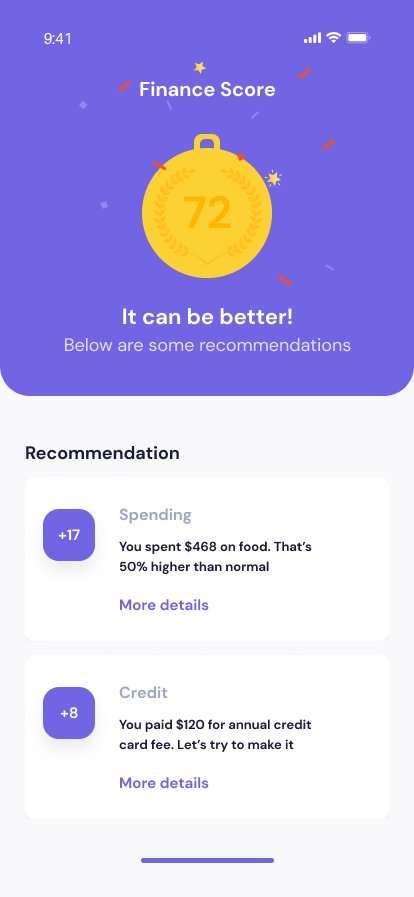 9:41
Finance Score
72
It can be better!
Below are some recommendations
Recommendation
+17
Spending
You spent $468 on food. That’s
50% higher than normal
More details
+8
Credit
You paid $120 for annual credit
card fee. Let’s try to make it
More details